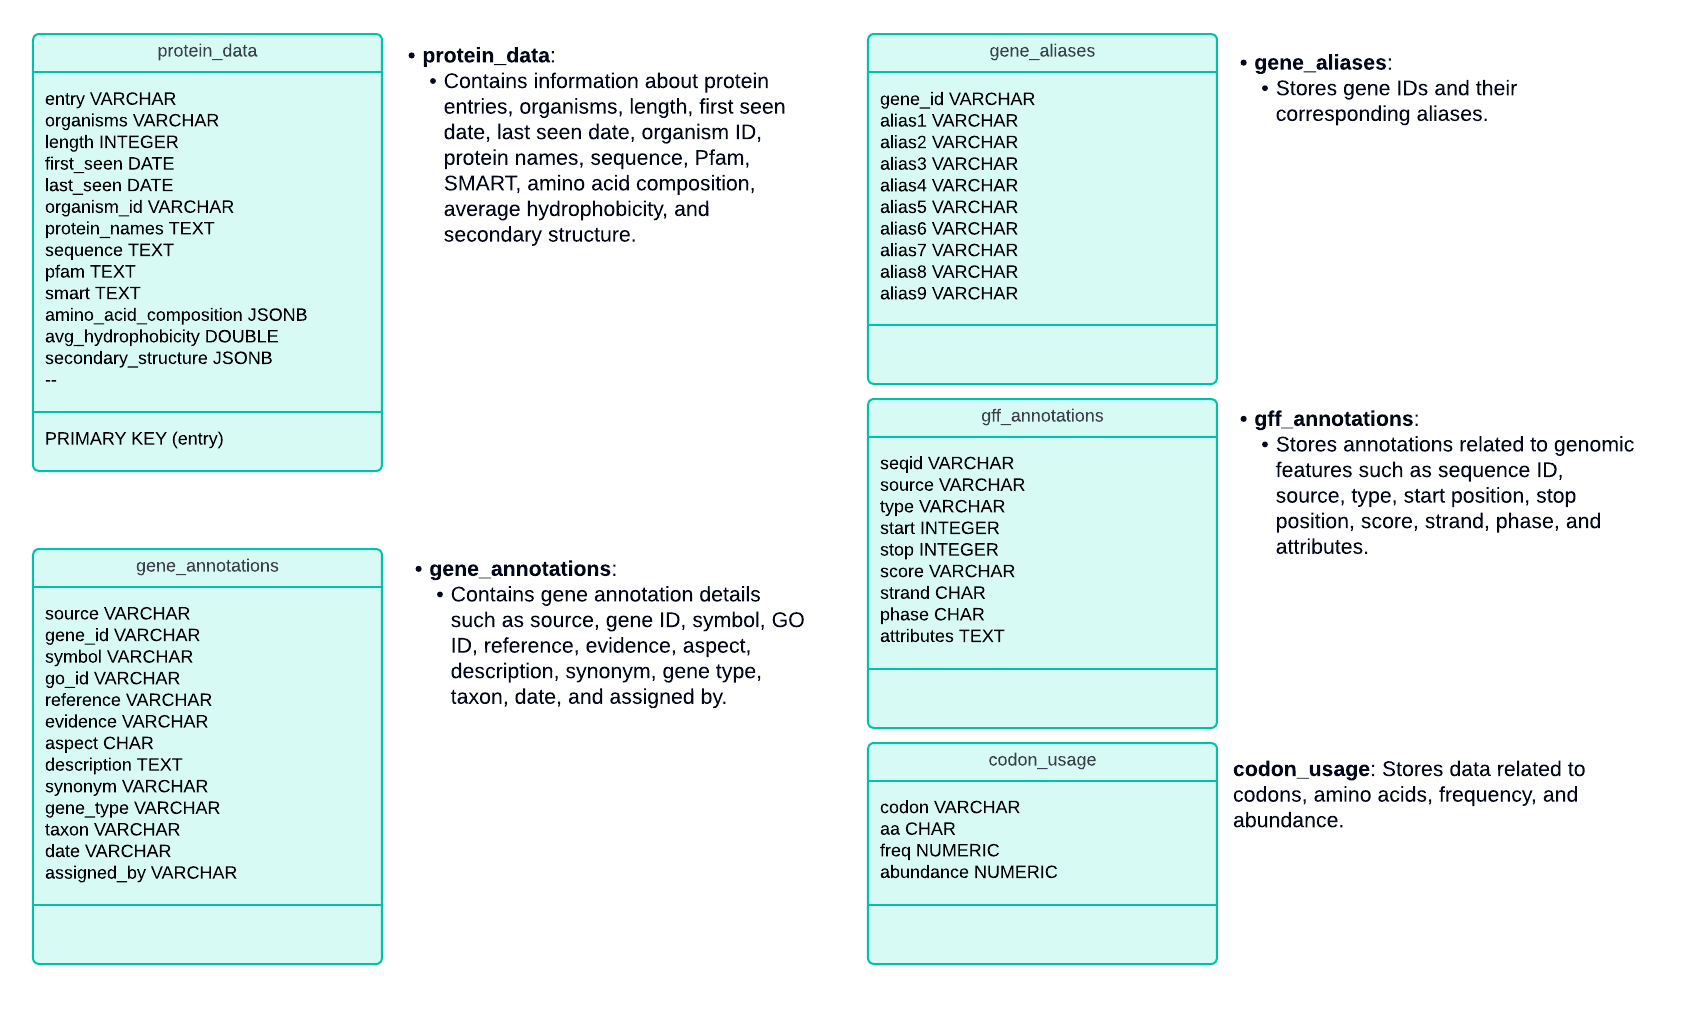 protein_data
entry VARCHAR
organisms VARCHAR
length INTEGER
first_seen DATE
last_seen DATE
organism_id VARCHAR
protein_names TEXT
sequence TEXT
pfam TEXT
smart TEXT
amino_acid_composition JSONB
avg_hydrophobicity DOUBLE
secondary_structure JSONB
--
PRIMARY KEY (entry)
• protein_data:
• Contains information about protein
entries, organisms, length, first seen
date, last seen date, organism ID,
protein names, sequence, Pfam,
SMART, amino acid composition,
average hydrophobicity, and
secondary structure.
gene_annotations
source VARCHAR
gene_id VARCHAR
symbol VARCHAR
go_id VARCHAR
reference VARCHAR
evidence VARCHAR
aspect CHAR
description TEXT
synonym VARCHAR
gene_type VARCHAR
taxon VARCHAR
date VARCHAR
assigned_by VARCHAR
• gene_annotations:
• Contains gene annotation details
such as source, gene ID, symbol, GO
ID, reference, evidence, aspect,
description, synonym, gene type,
taxon, date, and assigned by.
gene_aliases
gene_id VARCHAR
alias1 VARCHAR
alias2 VARCHAR
alias3 VARCHAR
alias4 VARCHAR
alias5 VARCHAR
alias6 VARCHAR
alias7 VARCHAR
alias8 VARCHAR
alias9 VARCHAR
• gene_aliases:
• Stores gene IDs and their
corresponding aliases.
gff_annotations
seqid VARCHAR
source VARCHAR
type VARCHAR
start INTEGER
stop INTEGER
score VARCHAR
strand CHAR
phase CHAR
attributes TEXT
• gff_annotations:
• Stores annotations related to genomic
features such as sequence ID,
source, type, start position, stop
position, score, strand, phase, and
attributes.
codon_usage
codon VARCHAR
aa CHAR
freq NUMERIC
abundance NUMERIC
codon_usage: Stores data related to
codons, amino acids, frequency, and
abundance.